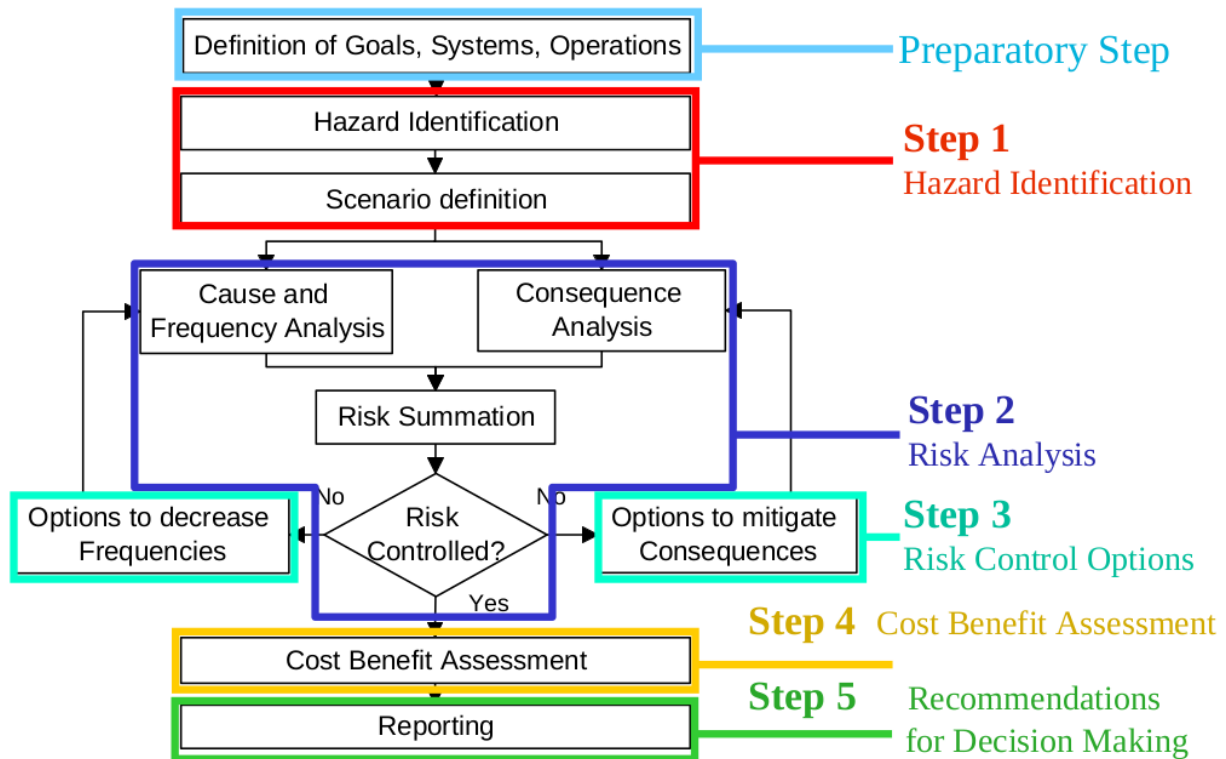 Definition of Goals, Systems, Operations
Preparatory Step
Hazard Identification
Step 1
Hazard Identification
Scenario definition
Cause and
Frequency Analysis
Consequence
Analysis
Risk Summation
Step 2
Risk Analysis
No
No
Options to decrease
Frequencies
Risk
Controlled?
Options to mitigate
Consequences
Step 3
Risk Control Options
Yes
Step 4 Cost Benefit Assessment
Cost Benefit Assessment
Step 5 Recommendations
for Decision Making
Reporting